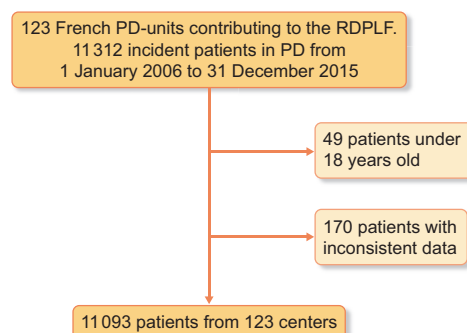 123 French PD-units contributing to the RDPLF.
11 312 incident patients in PD from
1 January 2006 to 31 December 2015
49 patients under
18 years old
170 patients with
inconsistent data
11 093 patients from 123 centers